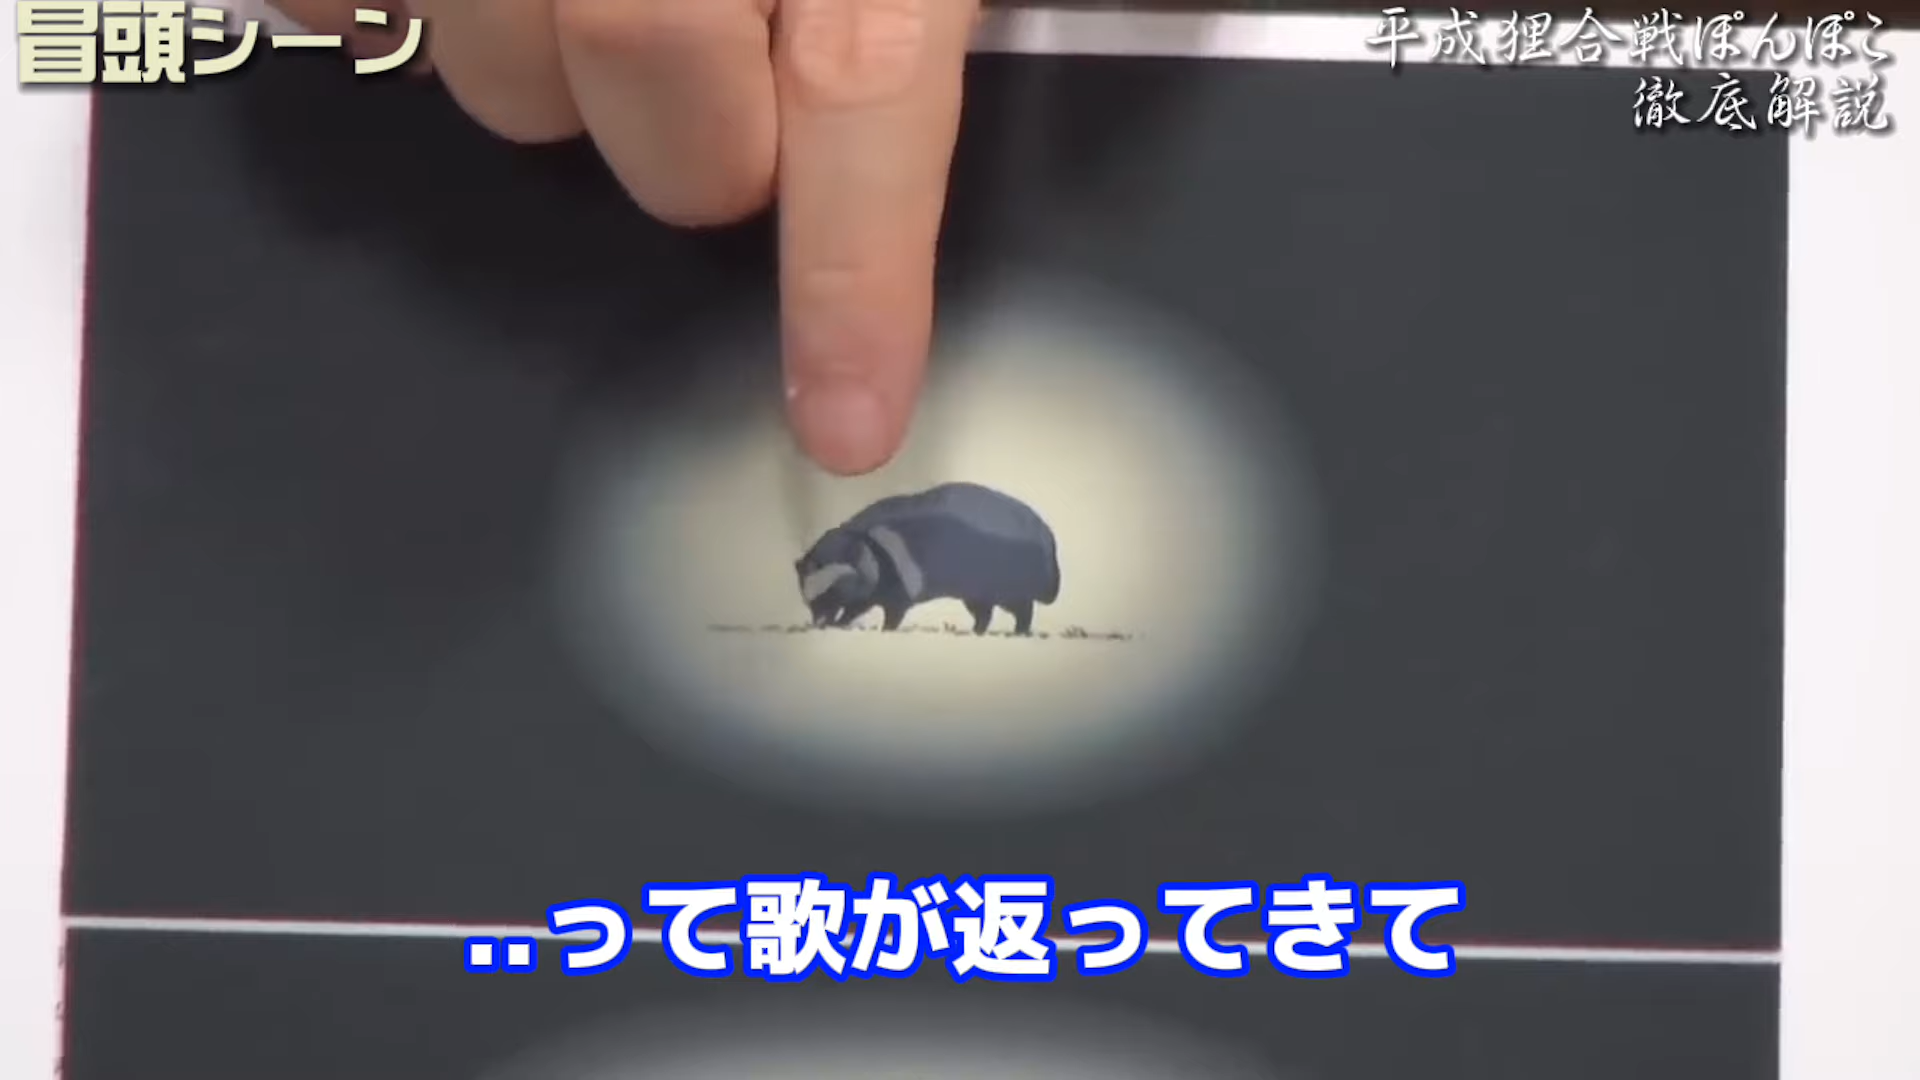 冒頭シーン
平成狸合戦ぽんぽこ
徹底解説
..って歌が返ってきて